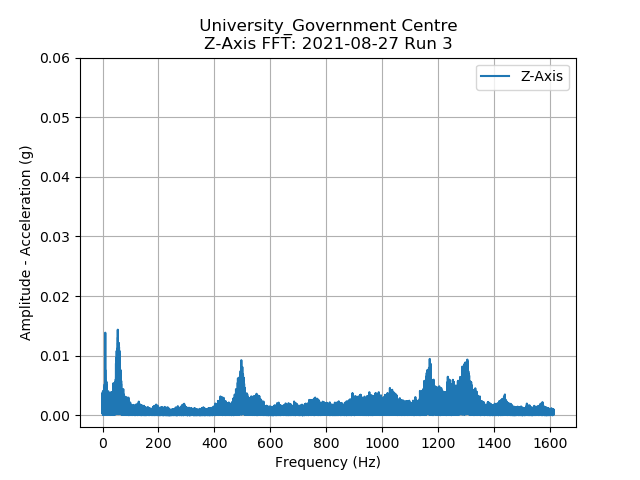 University_Government Centre
Z-Axis FFT: 2021-08-27 Run 3
Z-Axis
0.06
0.05
0.04
0.03
0.02
0.01
0.00
Amplitude - Acceleration (g)
0 200 400 600 800 1000 1200 1400 1600
Frequency (Hz)